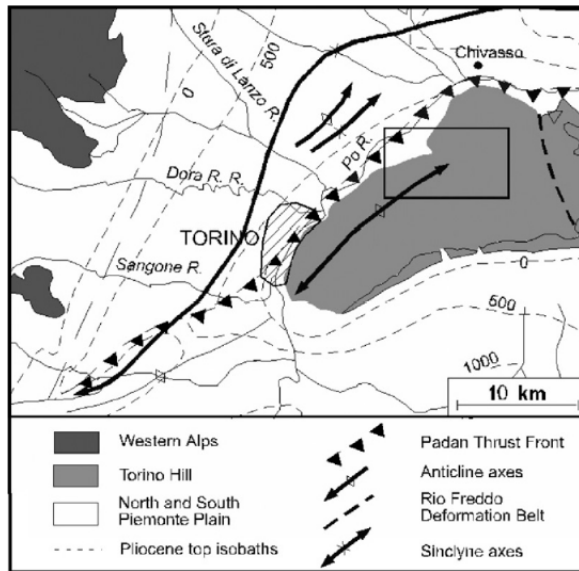 Chivasso
Stura di Lanzo R.
0
500
Po R.
Dora R. R.
TORINO
Sangone R.
0
500
1000
10 km
Western Alps
Torino Hill
North and South
Piemonte Plain
Pliocene top isobaths
Padan Thrust Front
Anticline axes
Rio Freddo
Deformation Belt
Sinclyne axes